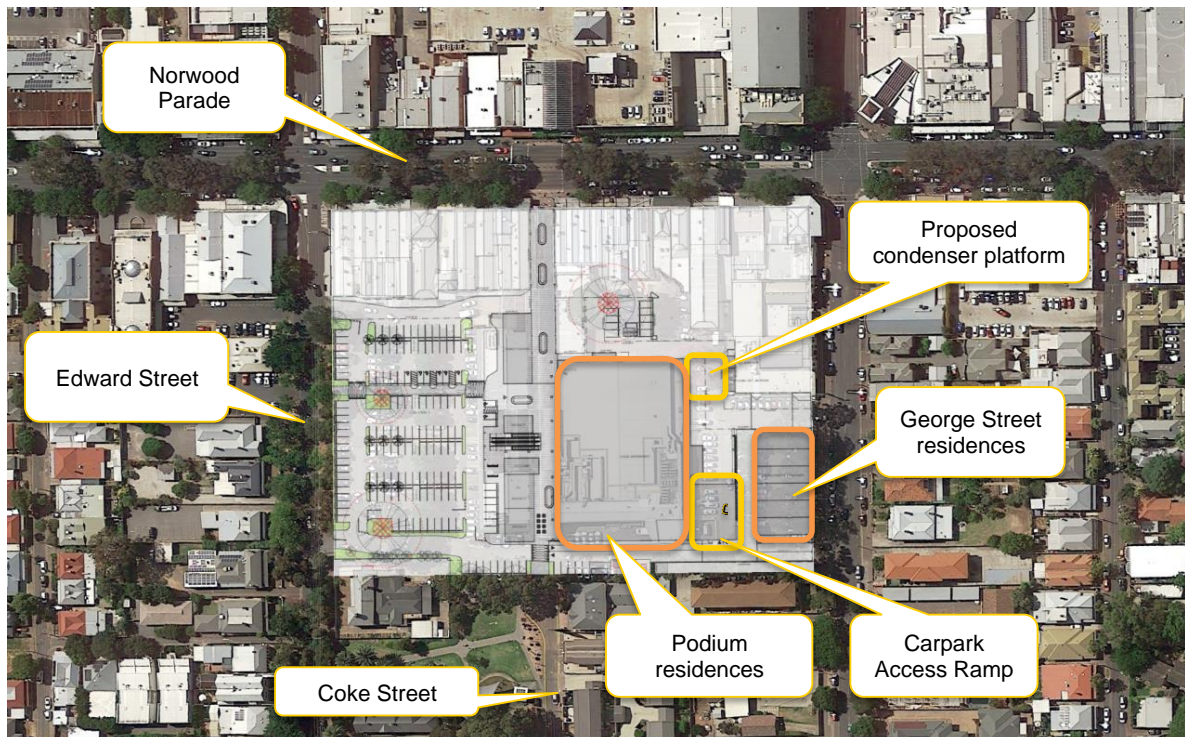 Norwood
Parade
Proposed
condenser platform
Edward Street
George Street
residences
Podium
residences
Carpark
Access Ramp
Coke Street